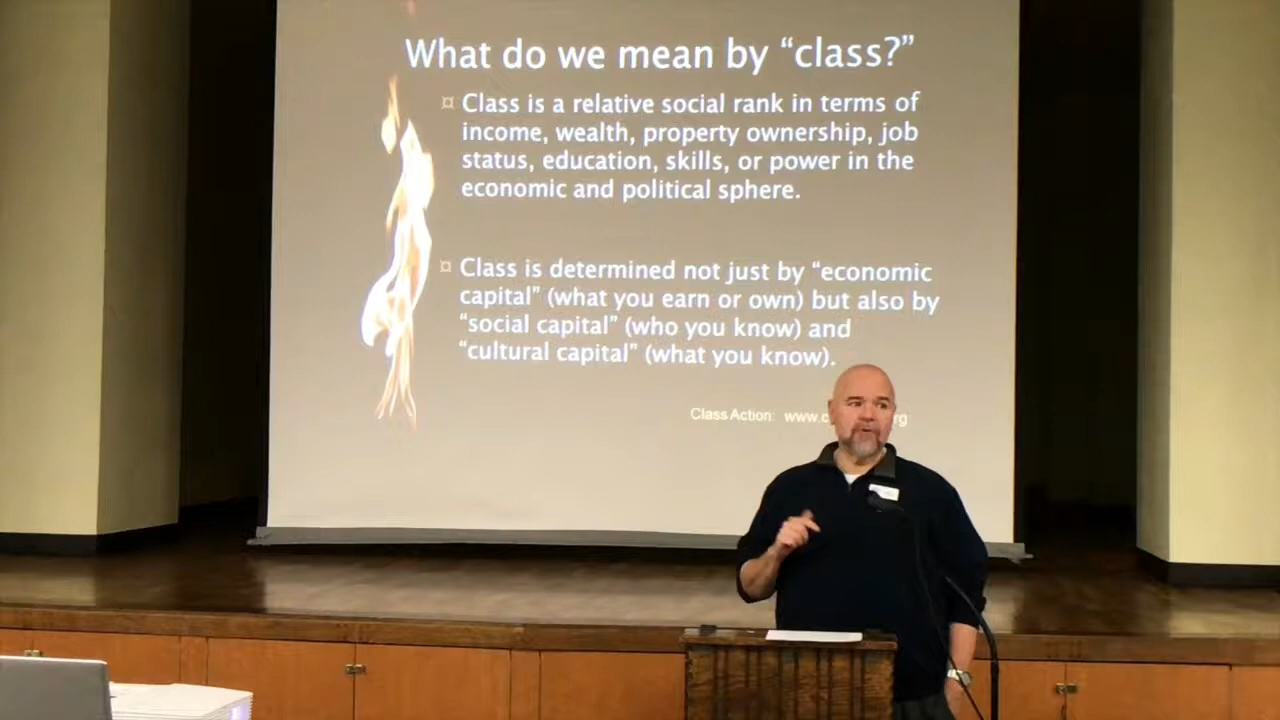 What do we mean by “class?”
¤ Class is a relative social rank in terms of
income, wealth, property ownership, job
status, education, skills, or power in the
economic and political sphere.
¤ Class is determined not just by “economic
capital” (what you earn or own) but also by
“social capital” (who you know) and
“cultural capital” (what you know).
Class Action: